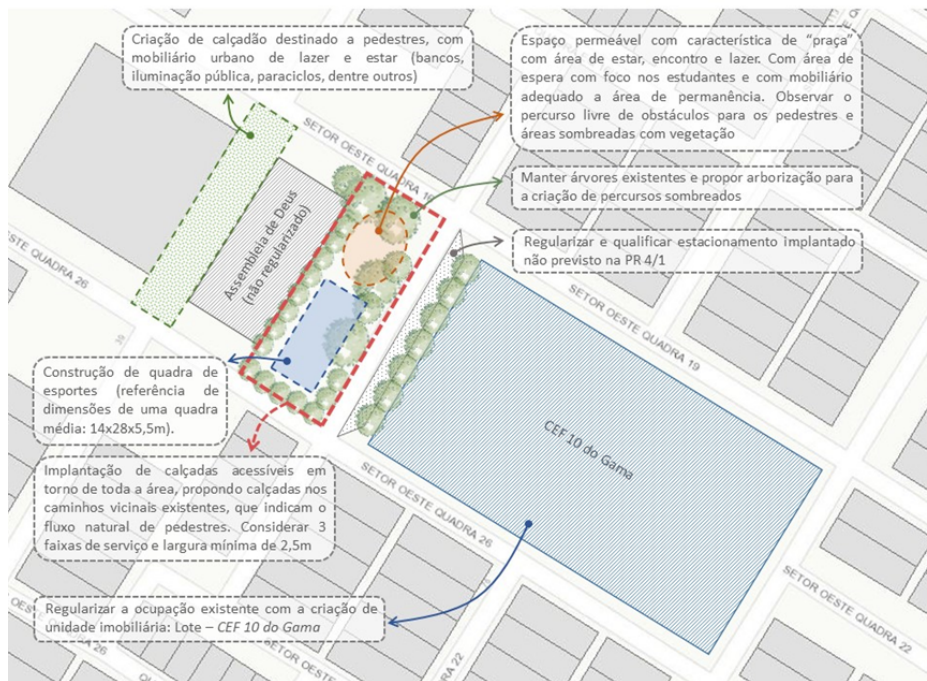 Criação de calçadão destinado a pedestres, com
mobiliário urbano de lazer e estar (bancos,
iluminação pública, paraciclos, dentre outros)
Espaço permeável com característica de “praça”
com área de estar, encontro e lazer. Com área de
espera com foco nos estudantes e com mobiliário
adequado a área de permanência. Observar o
percurso livre de obstáculos para os pedestres e
áreas sombreadas com vegetação
SETOR OESTE QUADRA 16
Manter árvores existentes e propor arborização para
a criação de percursos sombreados
Assembleia de Deus
(não regularizado)
Regularizar e qualificar estacionamento implantado
não previsto na PR 4/1
OESTE QUADRA 26
SETOR OESTE QUADRA 19
Construção de quadra de
esportes (referência de
dimensões de uma quadra
média: 14x28x5,5m).
CEF 10 do Gama
Implantação de calçadas acessíveis em
torno de toda a área, propondo calçadas nos
caminhos vicinais existentes, que indicam o
fluxo natural de pedestres. Considerar 3
faixas de serviço e largura mínima de 2,5m
SETOR OESTE QUADRA 26
Regularizar a ocupação existente com a criação de
unidade imobiliária: Lote – CEF 10 do Gama
SETOR OESTE QUADRA 22